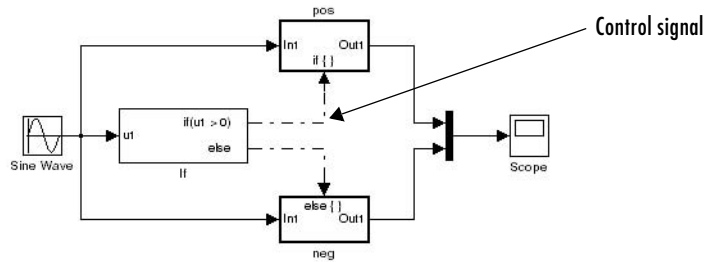 pos
Control signal
In1
Out1
if { }
if(u1 > 0)
u1
else
Sine Wave
If
Scope
else { }
In1
Out1
neg